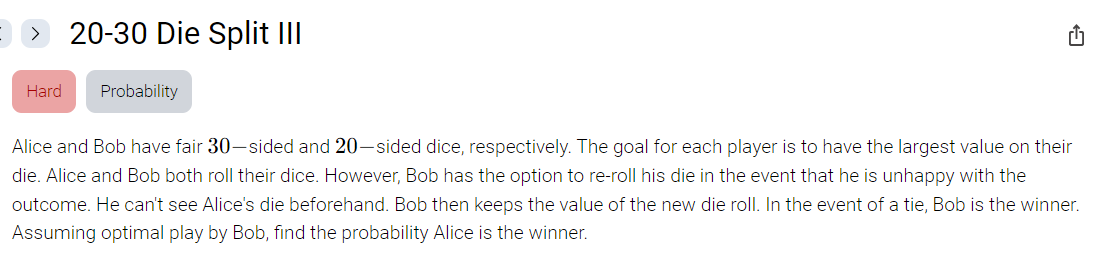 20-30 Die Split III
Hard
Probability
Alice and Bob have fair 30−sided and 20−sided dice, respectively. The goal for each player is to have the largest value on their
die. Alice and Bob both roll their dice. However, Bob has the option to re-roll his die in the event that he is unhappy with the
outcome. He can't see Alice's die beforehand. Bob then keeps the value of the new die roll. In the event of a tie, Bob is the winner.
Assuming optimal play by Bob, find the probability Alice is the winner.